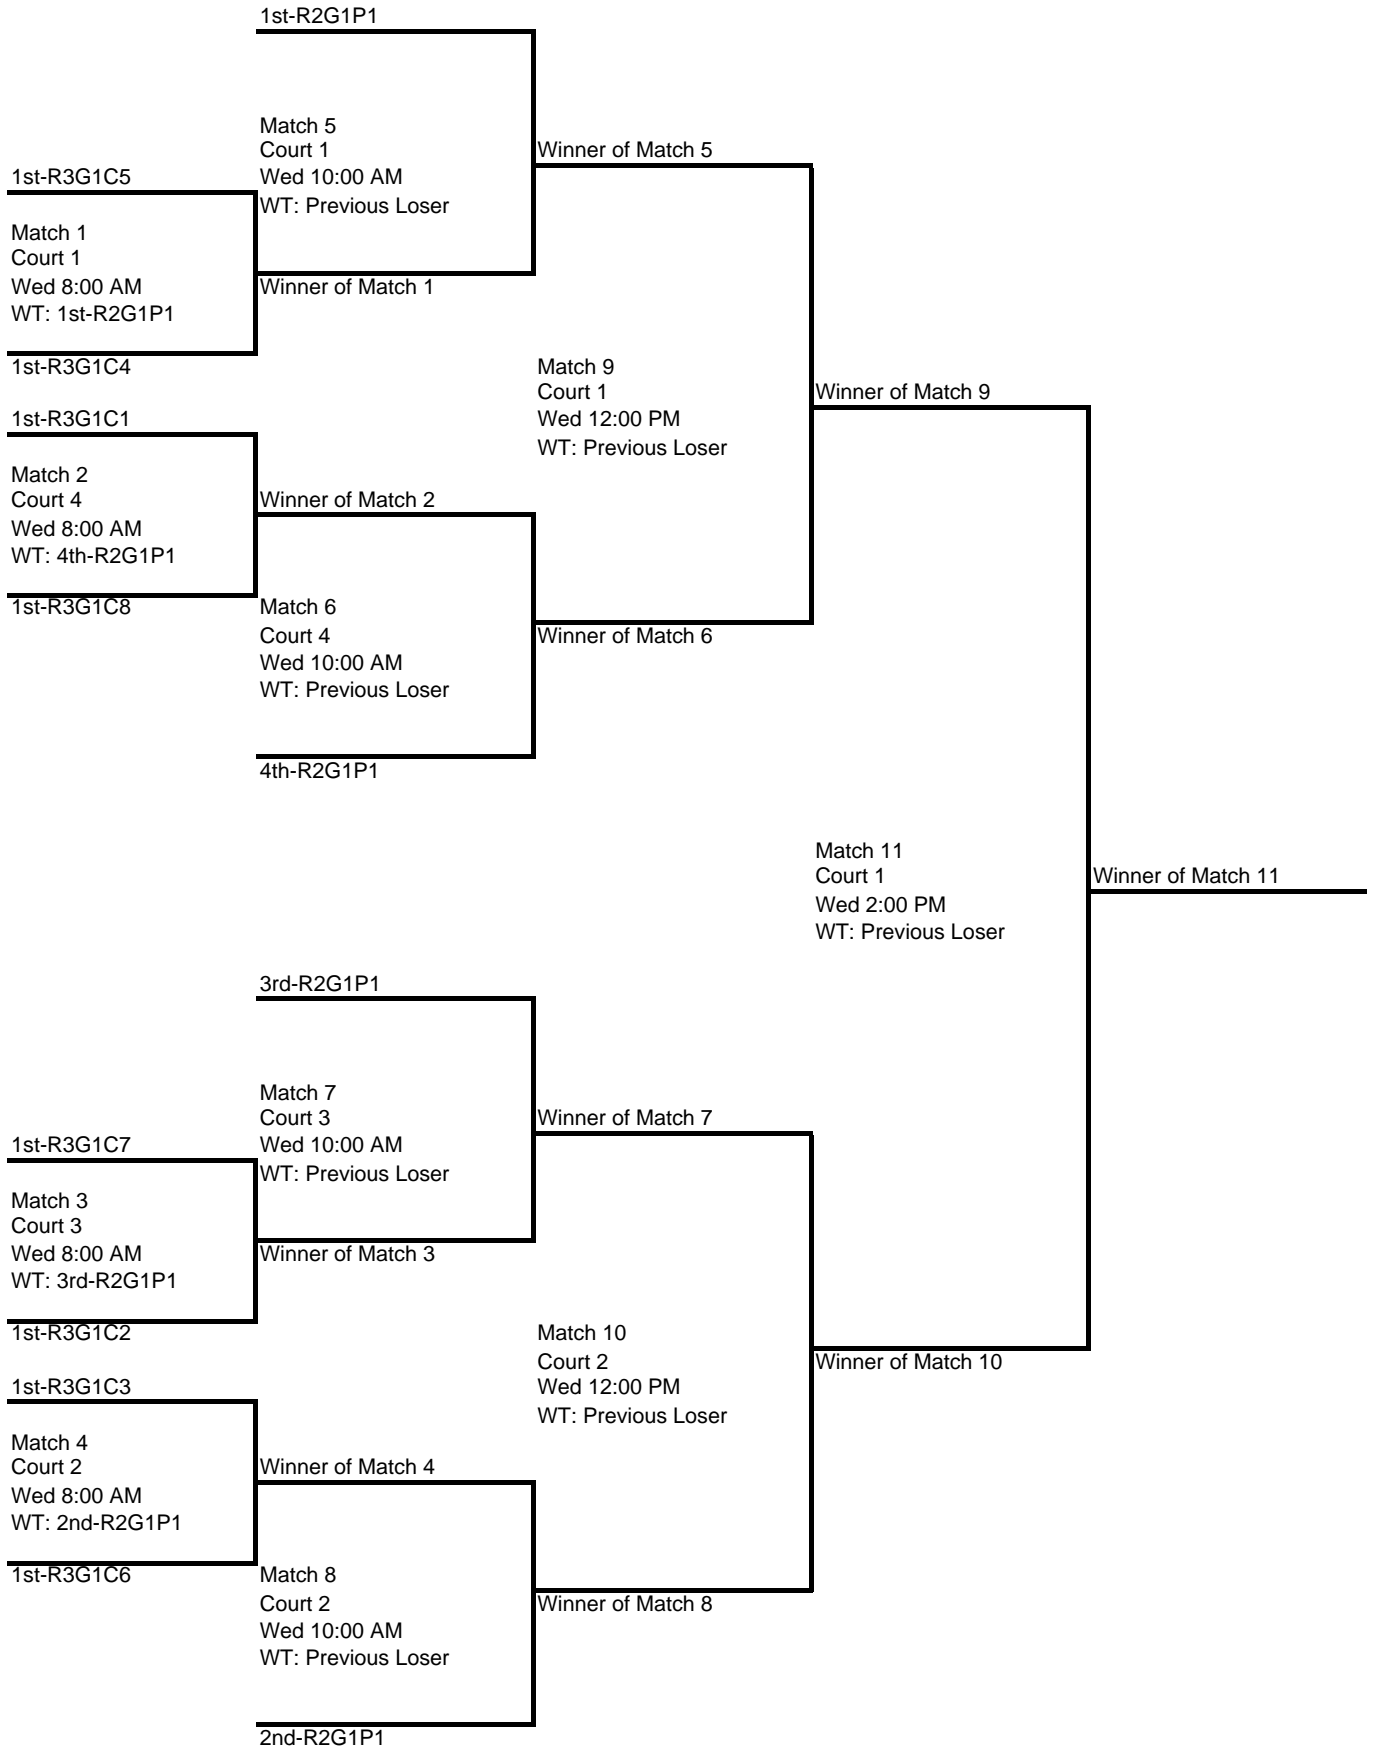 1st-R2G1P1
Match 5
Court 1
Wed 10:00 AM
WT: Previous Loser
Winner of Match 5
1st-R3G1C5
Match 1
Court 1
Wed 8:00 AM
WT: 1st-R2G1P1
Winner of Match 1
1st-R3G1C4
Match 9
Court 1
Wed 12:00 PM
WT: Previous Loser
Winner of Match 9
1st-R3G1C1
Match 2
Court 4
Wed 8:00 AM
WT: 4th-R2G1P1
Winner of Match 2
1st-R3G1C8
Match 6
Court 4
Wed 10:00 AM
WT: Previous Loser
Winner of Match 6
4th-R2G1P1
Match 11
Court 1
Wed 2:00 PM
WT: Previous Loser
Winner of Match 11
3rd-R2G1P1
Match 7
Court 3
Wed 10:00 AM
WT: Previous Loser
Winner of Match 7
1st-R3G1C7
Match 3
Court 3
Wed 8:00 AM
WT: 3rd-R2G1P1
Winner of Match 3
1st-R3G1C2
Match 10
Court 2
Wed 12:00 PM
WT: Previous Loser
Winner of Match 10
1st-R3G1C3
Match 4
Court 2
Wed 8:00 AM
WT: 2nd-R2G1P1
Winner of Match 4
1st-R3G1C6
Match 8
Court 2
Wed 10:00 AM
WT: Previous Loser
Winner of Match 8
2nd-R2G1P1